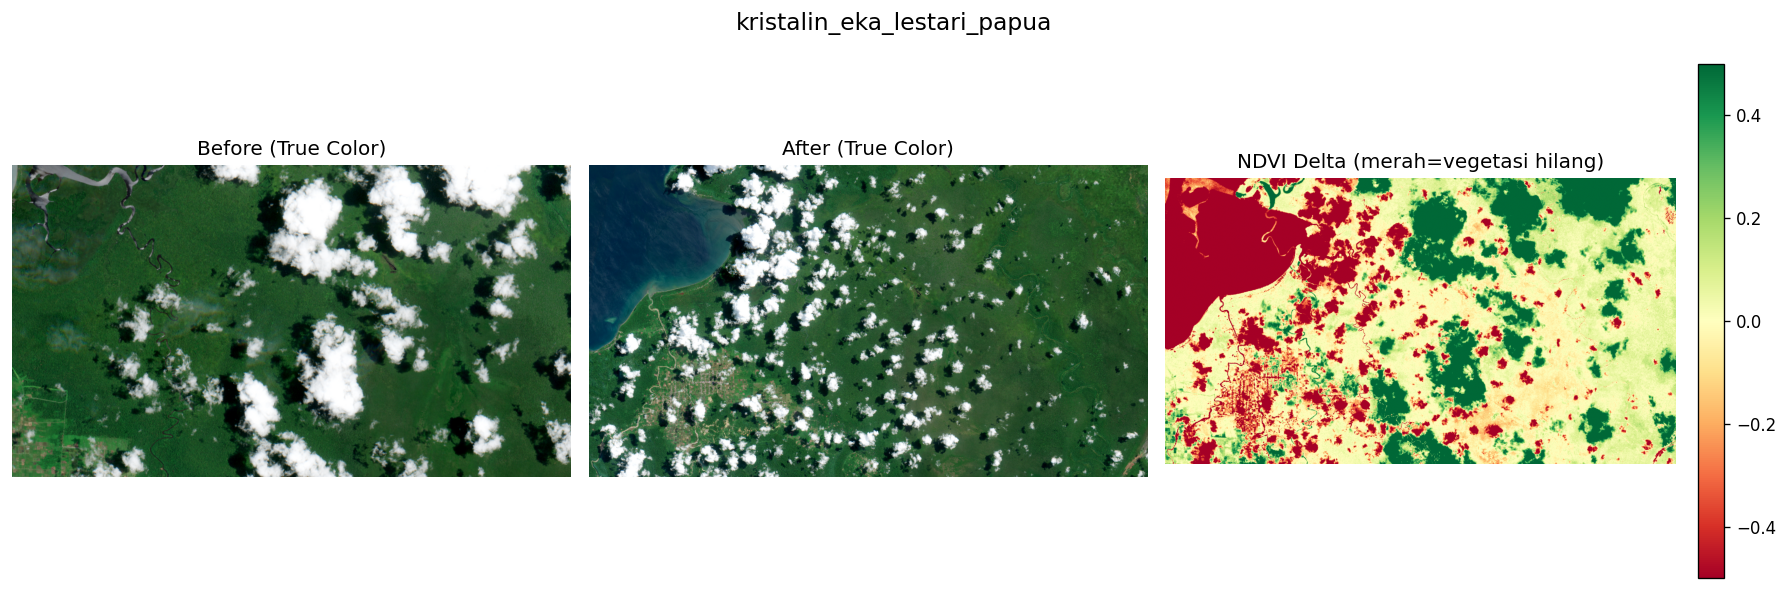 kristalin_eka_lestari_papua
Before (True Color)
After (True Color)
NDVI Delta (merah=vegetasi hilang)
0.4
0.2
0.0
−0.2
−0.4